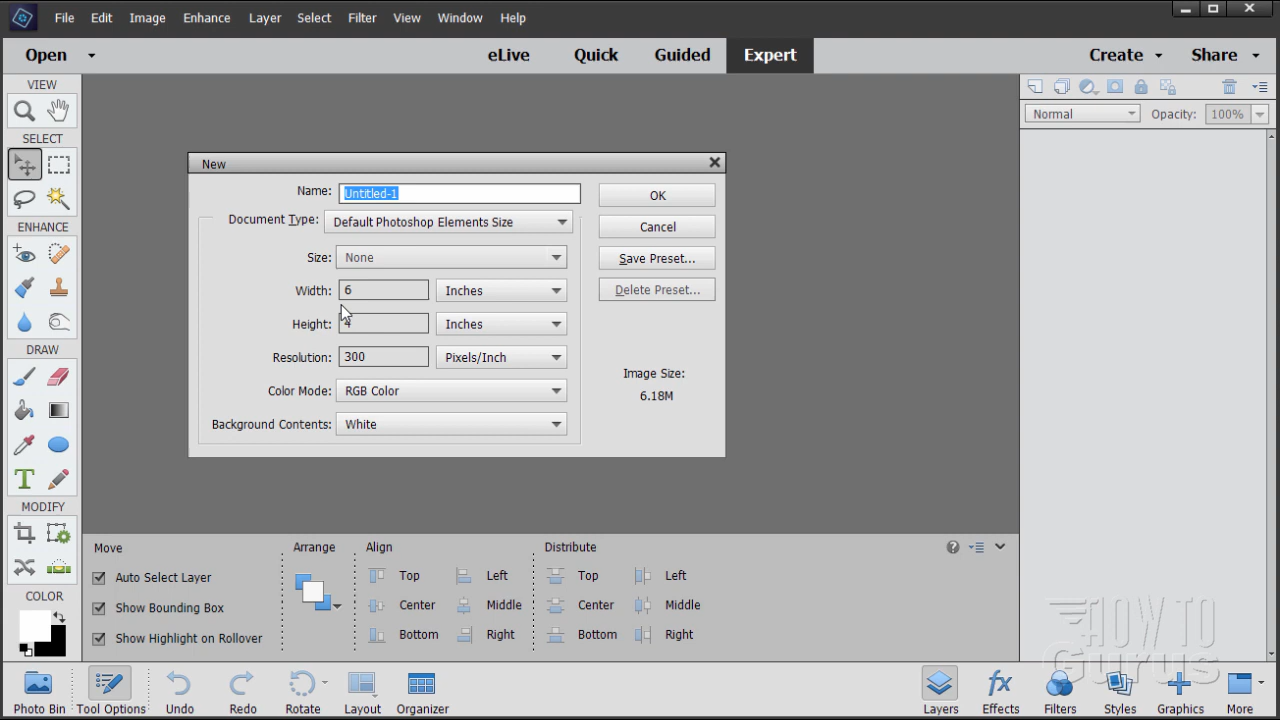 File Edit Image Enhance Layer Select Filter View Window Help
Open eLive Quick Guided Expert Create Share
VIEW
SELECT
ENHANCE
DRAW
T
MODIFY
COLOR
Normal Opacity: 100%
New
Name: Untitled-1 OK
Document Type: Default Photoshop Elements Size Cancel
Size: None Save Preset...
Width: 6 Inches Delete Preset...
Height: 4 Inches
Resolution: 300 Pixels/Inch
Image Size:
6.18M
Color Mode: RGB Color
Background Contents: White
Move Arrange Align Distribute
Auto Select Layer Top Left Top Left
Show Bounding Box Center Middle Center Middle
Show Highlight on Rollover Bottom Right Bottom Right
HOW TO
Gurus
Photo Bin Tool Options Undo Redo Rotate Layout Organizer Layers fx Effects Filters Styles Graphics More